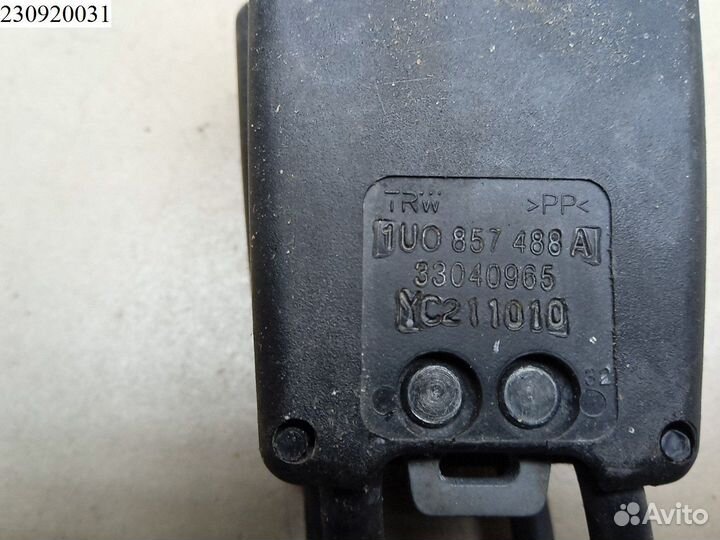 230920031
TRW >PP<
1U0 857 488 A
33040965
YC211010
32
Avito